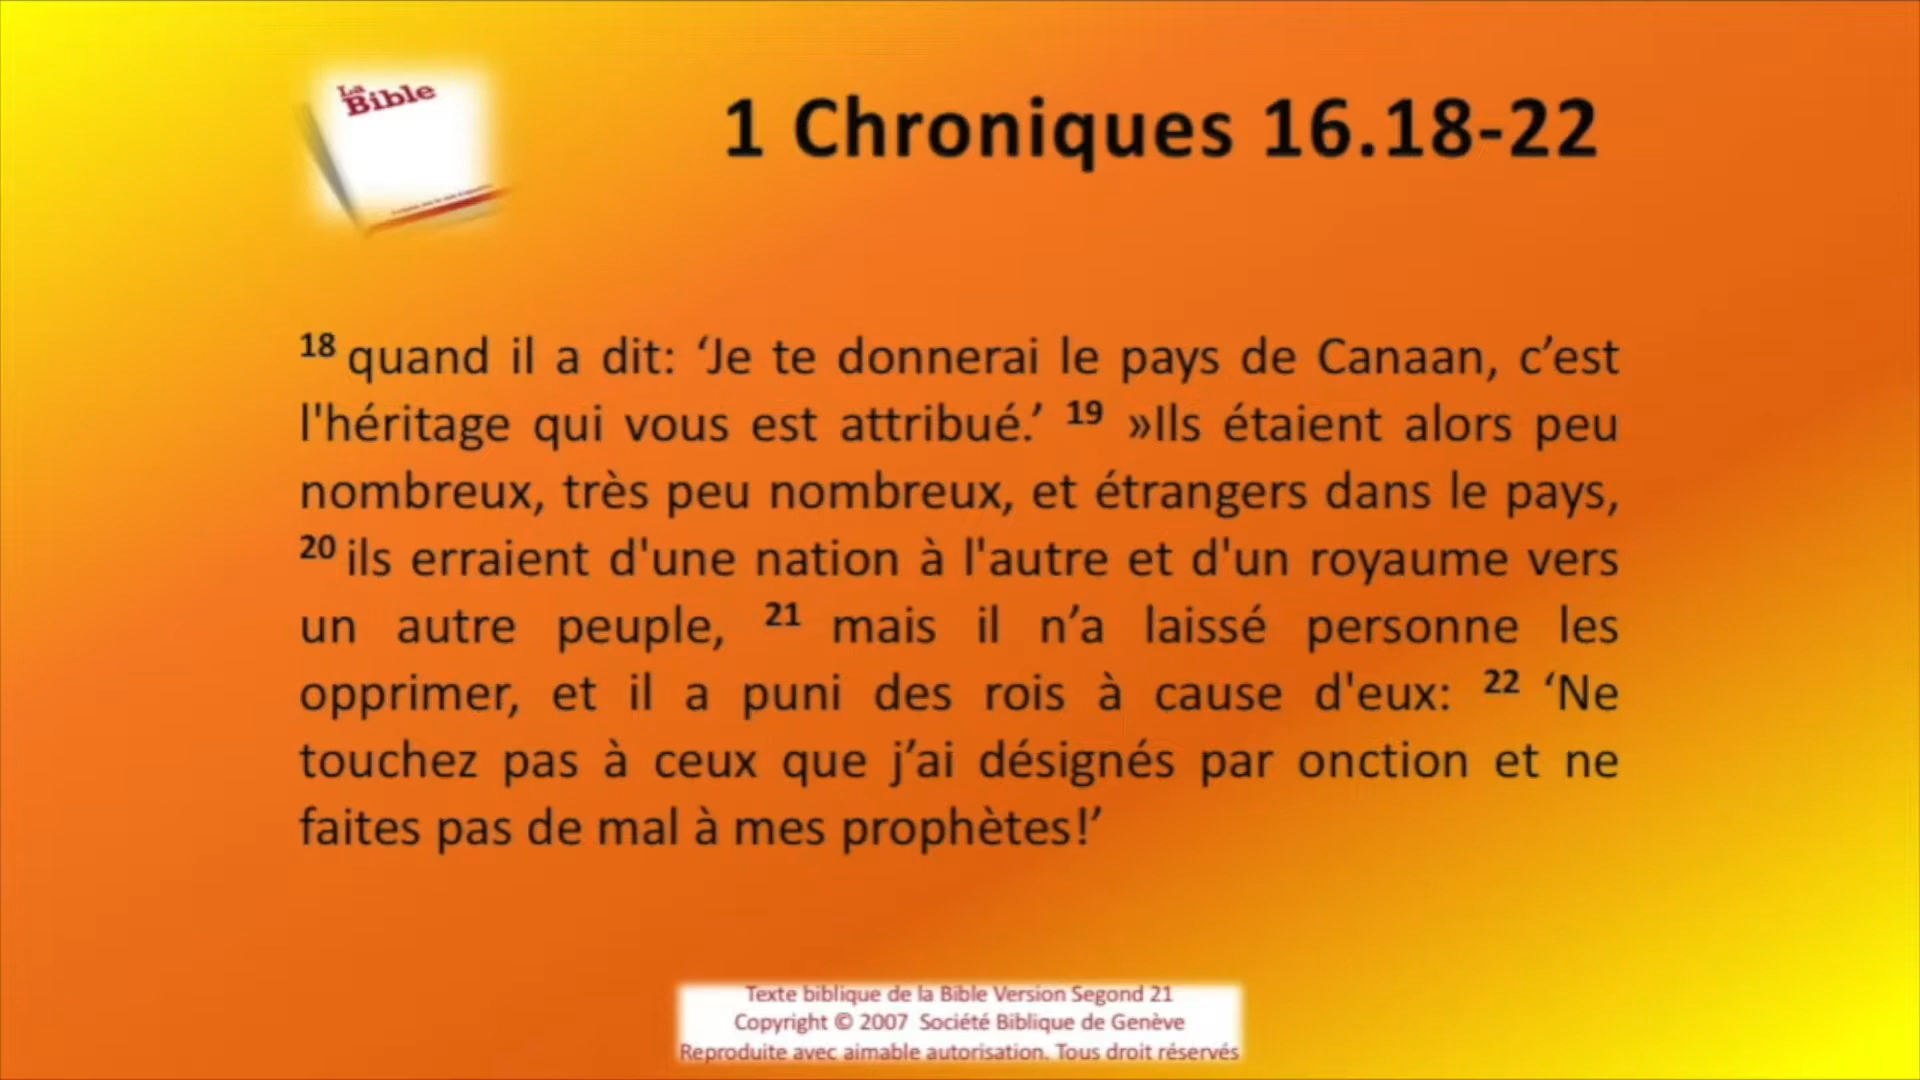 La
Bible
1 Chroniques 16.18-22
18 quand il a dit: ‘Je te donnerai le pays de Canaan, c’est
l'héritage qui vous est attribué.’ 19 »Ils étaient alors peu
nombreux, très peu nombreux, et étrangers dans le pays,
20 ils erraient d'une nation à l'autre et d'un royaume vers
un autre peuple, 21 mais il n’a laissé personne les
opprimer, et il a puni des rois à cause d'eux: 22 ‘Ne
touchez pas à ceux que j’ai désignés par onction et ne
faites pas de mal à mes prophètes!’
Texte biblique de la Bible Version Segond 21
Copyright © 2007 Société Biblique de Genève
Reproduite avec aimable autorisation. Tous droit réservés